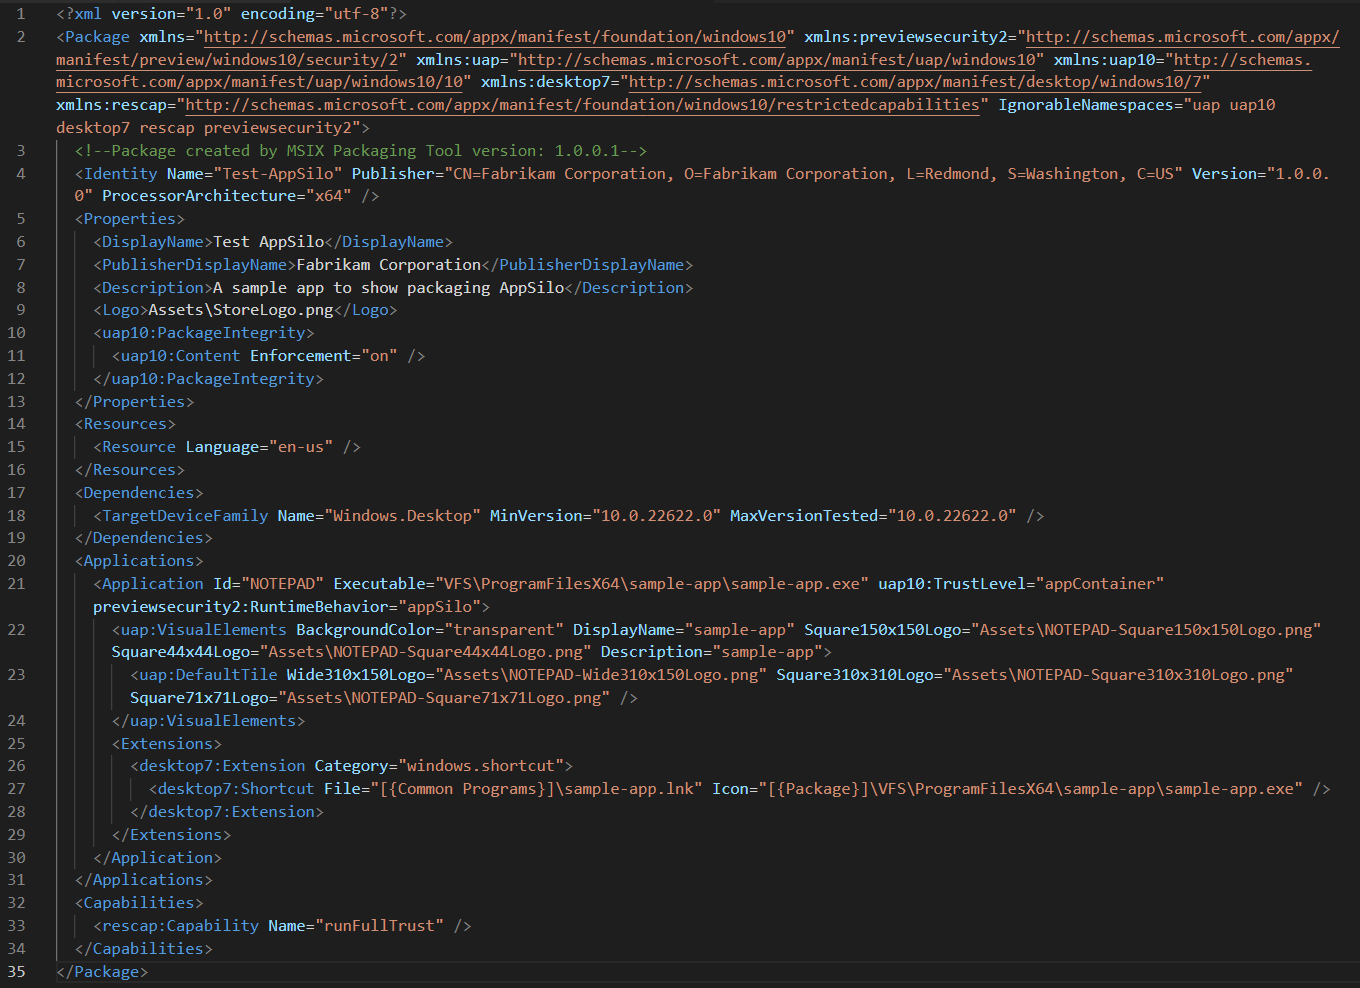 1 <?xml version="1.0" encoding="utf-8"?>
2 <Package xmlns="http://schemas.microsoft.com/appx/manifest/foundation/windows10" xmlns:previewsecurity2="http://schemas.microsoft.com/appx/
manifest/preview/windows10/security/2" xmlns:uap="http://schemas.microsoft.com/appx/manifest/uap/windows10" xmlns:uap10="http://schemas.
microsoft.com/appx/manifest/uap/windows10/10" xmlns:desktop7="http://schemas.microsoft.com/appx/manifest/desktop/windows10/7"
xmlns:rescap="http://schemas.microsoft.com/appx/manifest/foundation/windows10/restrictedcapabilities" IgnorableNamespaces="uap uap10
desktop7 rescap previewsecurity2">
3 <!--Package created by MSIX Packaging Tool version: 1.0.0.1-->
4 <Identity Name="Test-AppSilo" Publisher="CN=Fabrikam Corporation, O=Fabrikam Corporation, L=Redmond, S=Washington, C=US" Version="1.0.0.
0" ProcessorArchitecture="x64" />
5 <Properties>
6 <DisplayName>Test AppSilo</DisplayName>
7 <PublisherDisplayName>Fabrikam Corporation</PublisherDisplayName>
8 <Description>A sample app to show packaging AppSilo</Description>
9 <Logo>Assets\StoreLogo.png</Logo>
10 <uap10:PackageIntegrity>
11 <uap10:Content Enforcement="on" />
12 </uap10:PackageIntegrity>
13 </Properties>
14 <Resources>
15 <Resource Language="en-us" />
16 </Resources>
17 <Dependencies>
18 <TargetDeviceFamily Name="Windows.Desktop" MinVersion="10.0.22622.0" MaxVersionTested="10.0.22622.0" />
19 </Dependencies>
20 <Applications>
21 <Application Id="NOTEPAD" Executable="VFS\ProgramFilesX64\sample-app\sample-app.exe" uap10:TrustLevel="appContainer"
previewsecurity2:RuntimeBehavior="appSilo">
22 <uap:VisualElements BackgroundColor="transparent" DisplayName="sample-app" Square150x150Logo="Assets\NOTEPAD-Square150x150Logo.png"
Square44x44Logo="Assets\NOTEPAD-Square44x44Logo.png" Description="sample-app">
23 <uap:DefaultTile Wide310x150Logo="Assets\NOTEPAD-Wide310x150Logo.png" Square310x310Logo="Assets\NOTEPAD-Square310x310Logo.png"
Square71x71Logo="Assets\NOTEPAD-Square71x71Logo.png" />
24 </uap:VisualElements>
25 <Extensions>
26 <desktop7:Extension Category="windows.shortcut">
27 <desktop7:Shortcut File="[{Common Programs}]\sample-app.lnk" Icon="[{Package}]\VFS\ProgramFilesX64\sample-app\sample-app.exe" />
28 </desktop7:Extension>
29 </Extensions>
30 </Application>
31 </Applications>
32 <Capabilities>
33 <rescap:Capability Name="runFullTrust" />
34 </Capabilities>
35 </Package>